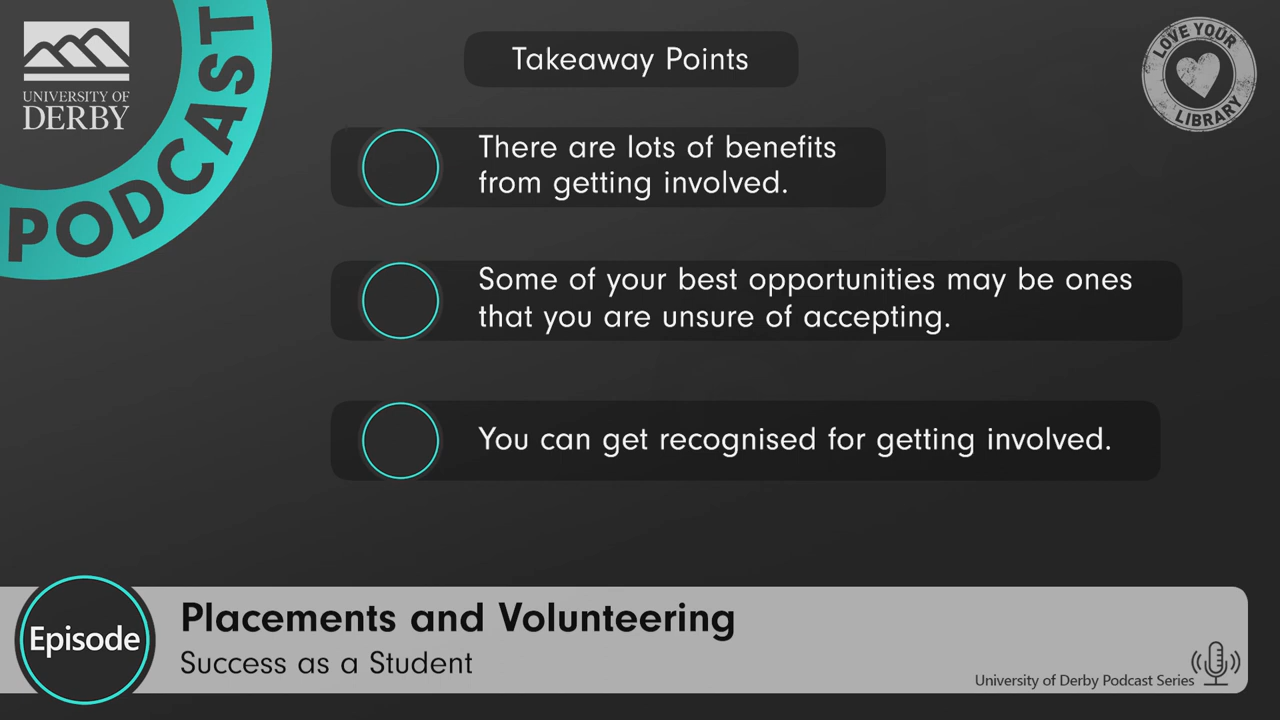 UNIVERSITY OF
DERBY
PODCAST
LOVE YOUR
LIBRARY
Takeaway Points
There are lots of benefits
from getting involved.
Some of your best opportunities may be ones
that you are unsure of accepting.
You can get recognised for getting involved.
Episode
Placements and Volunteering
Success as a Student
University of Derby Podcast Series